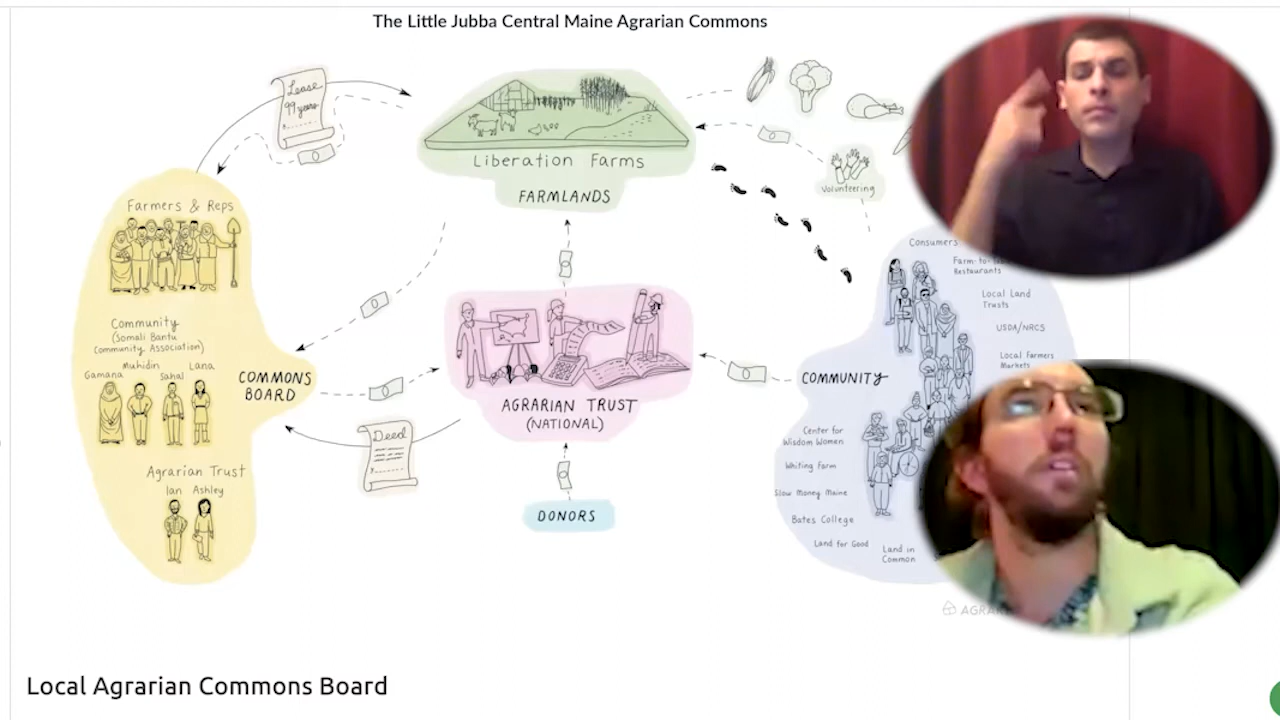 The Little Jubba Central Maine Agrarian Commons
Lease
99 years
Liberation Farms
FARMLANDS
Volunteering
Farmers & Reps
Community
(Somali Bantu
Community Association)
Gamana
Muhidin
Sahal
Lana
COMMONS
BOARD
Agrarian Trust
Ian Ashley
Deed
AGRARIAN TRUST
(NATIONAL)
DONORS
COMMUNITY
Consumers
Restaurants
Local Land
Trusts
USDA/NRCS
Local Farmers
Markets
Center for
Wisdom Women
Whiting Farm
Slow Money Maine
Bates College
Land for Good
Land in
Common
Local Agrarian Commons Board